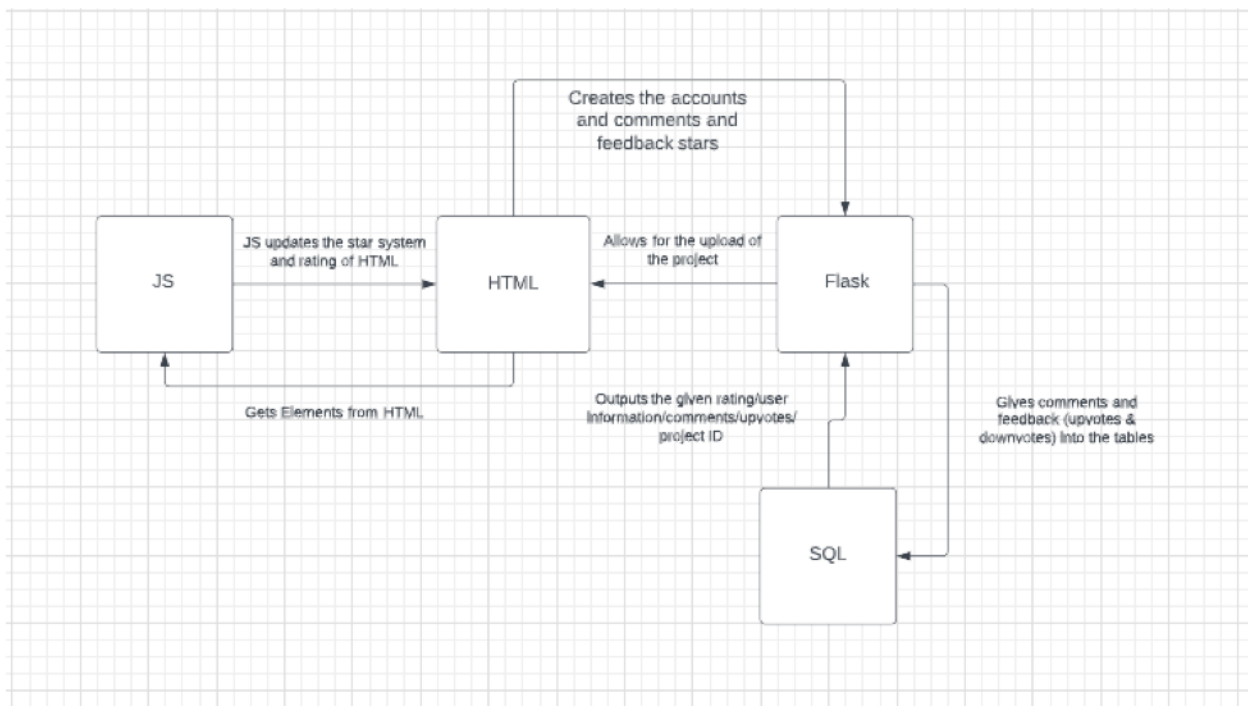 Creates the accounts
and comments and
feedback stars
JS
JS updates the star system
and rating of HTML
HTML
Allows for the upload of
the project
Flask
Gets Elements from HTML
Outputs the given rating/user
information/comments/upvotes/
project ID
Gives comments and
feedback (upvotes &
downvotes) into the tables
SQL